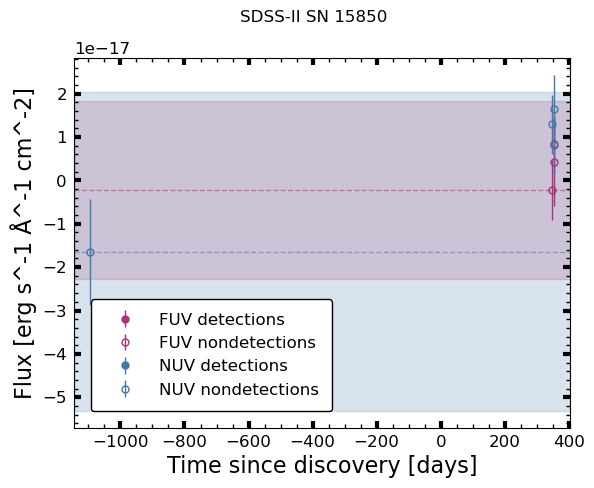 SDSS-II SN 15850
1e−17
2
1
0
−1
−2
−3
−4
−5
Flux [erg s^-1 Å^-1 cm^-2]
FUV detections
FUV nondetections
NUV detections
NUV nondetections
−1000 −800 −600 −400 −200 0 200 400
Time since discovery [days]